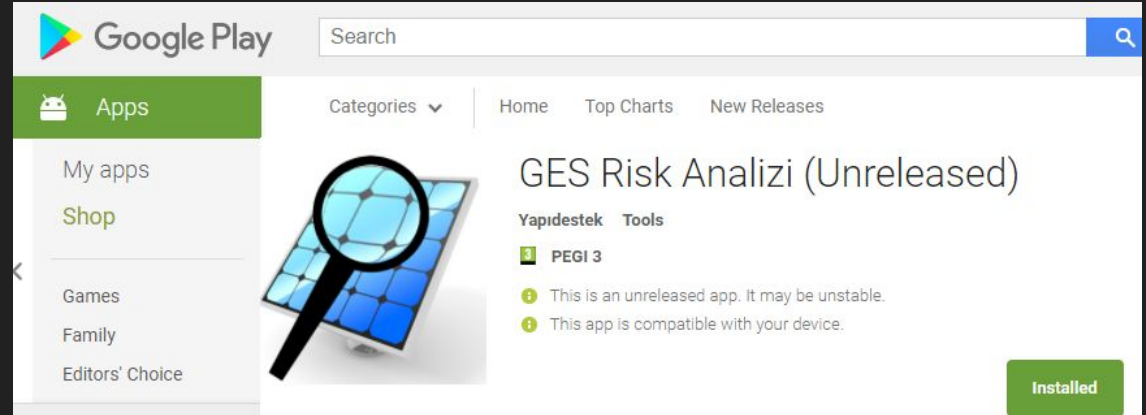 Google Play
Search
Apps
Categories Home Top Charts New Releases
My apps
Shop
Games
Family
Editors' Choice
GES Risk Analizi (Unreleased)
Yapıdestek Tools
3 PEGI 3
This is an unreleased app. It may be unstable.
This app is compatible with your device.
Installed